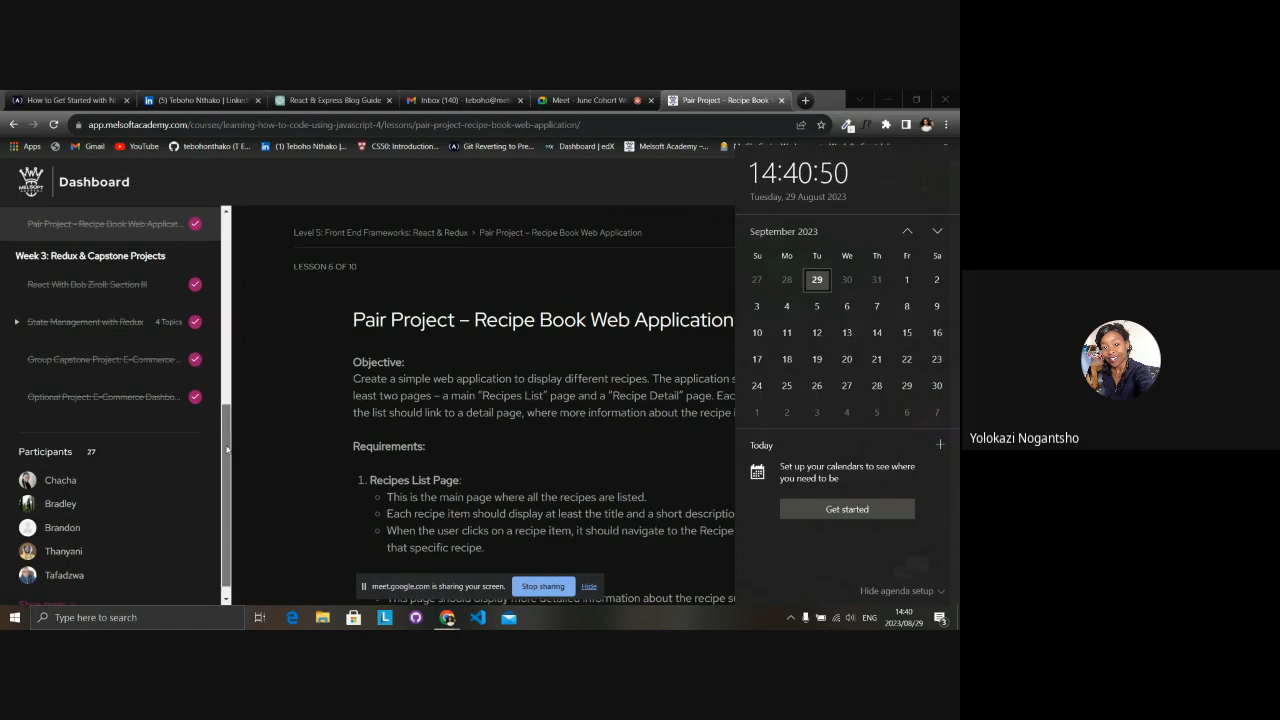 How to Get Started with N
(5) Teboho Nthako | Linked
React & Express Blog Guide
Inbox (140) - teboho@mel
Meet - June Cohort W
Pair Project – Recipe Book
app.melsoftacademy.com/courses/learning-how-to-code-using-javascript-4/lessons/pair-project-recipe-book-web-application/
Apps
Gmail
YouTube
tebohonthako (T E...
(1) Teboho Nthako |...
CS50: Introduction...
Git Reverting to Pre...
Dashboard | edX
Melsoft Academy –...
MELSOFT
Dashboard
Pair Project – Recipe Book Web Applicat...
Week 3: Redux & Capstone Projects
React With Bob Ziroll: Section III
State Management with Redux 4 Topics
Group Capstone Project: E-Commerce ...
Optional Project: E-Commerce Dashbo...
Participants 27
Chacha
Bradley
Brandon
Thanyani
Tafadzwa
Level 5: Front End Frameworks: React & Redux › Pair Project – Recipe Book Web Application
LESSON 6 OF 10
Pair Project – Recipe Book Web Application
Objective:
Create a simple web application to display different recipes. The application s
least two pages – a main “Recipes List” page and a “Recipe Detail” page. Eac
the list should link to a detail page, where more information about the recipe i
Requirements:
1. Recipes List Page:
This is the main page where all the recipes are listed.
Each recipe item should display at least the title and a short descriptio
When the user clicks on a recipe item, it should navigate to the Recipe
that specific recipe.
meet.google.com is sharing your screen. Stop sharing Hide
This page should display more detailed information about the recipe s
14:40:50
Tuesday, 29 August 2023
September 2023
Su Mo Tu We Th Fr Sa
27 28 29 30 31 1 2
3 4 5 6 7 8 9
10 11 12 13 14 15 16
17 18 19 20 21 22 23
24 25 26 27 28 29 30
1 2 3 4 5 6 7
Today
Set up your calendars to see where
you need to be
Get started
Hide agenda setup
Type here to search
ENG
14:40
2023/08/29
3
Yolokazi Nogantsho